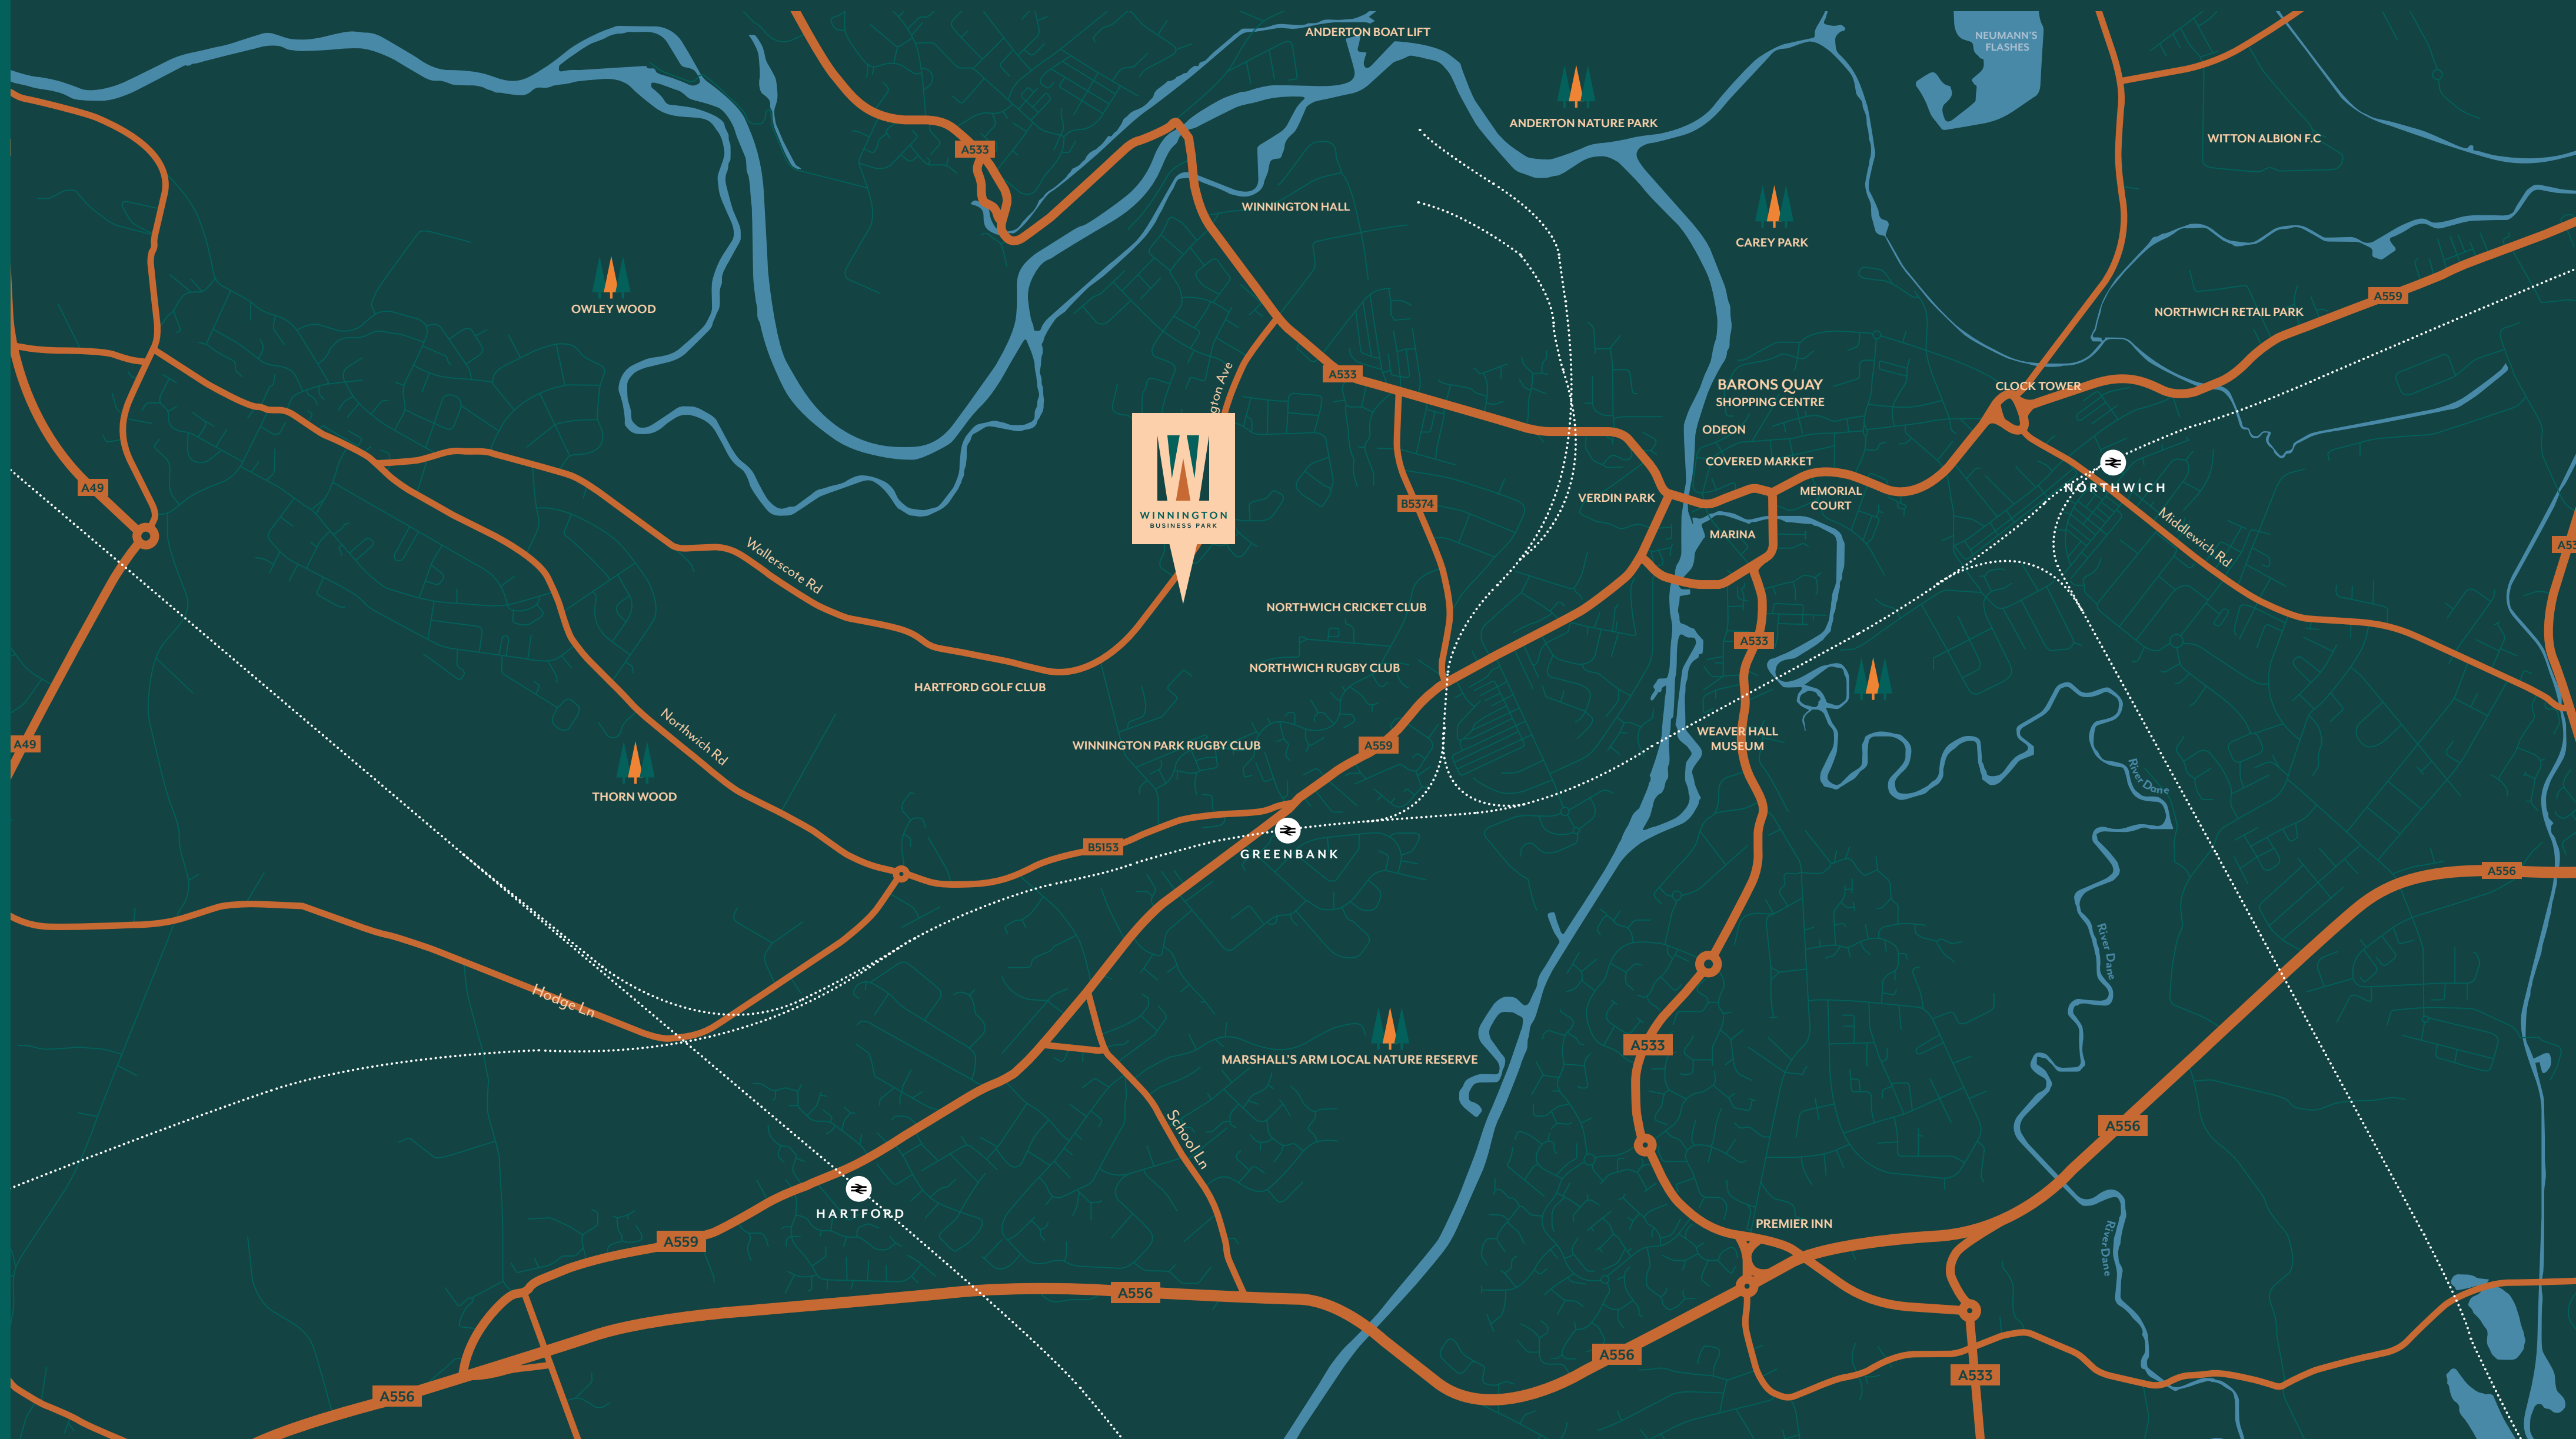 ANDERTON BOAT LIFT
NEUMANN'S
FLASHES
ANDERTON NATURE PARK
WITTON ALBION F.C
A533
WINNINGTON HALL
CAREY PARK
OWLEY WOOD
A559
NORTHWICH RETAIL PARK
A533
gton Ave
BARONS QUAY
SHOPPING CENTRE
CLOCK TOWER
ODEON
COVERED MARKET
A49
VERDIN PARK
MEMORIAL
COURT
NORTHWICH
B5374
WINNINGTON
BUSINESS PARK
MARINA
Middlewich Rd
A53
Wallerscote Rd
NORTHWICH CRICKET CLUB
A533
NORTHWICH RUGBY CLUB
HARTFORD GOLF CLUB
Northwich Rd
A49
WINNINGTON PARK RUGBY CLUB
A559
WEAVER HALL
MUSEUM
River Dane
THORN WOOD
B5153
GREENBANK
A556
River Dane
Hodge Ln
A533
MARSHALL'S ARM LOCAL NATURE RESERVE
School Ln
A556
HARTFORD
PREMIER INN
River Dane
A559
A556
A556
A533
A556